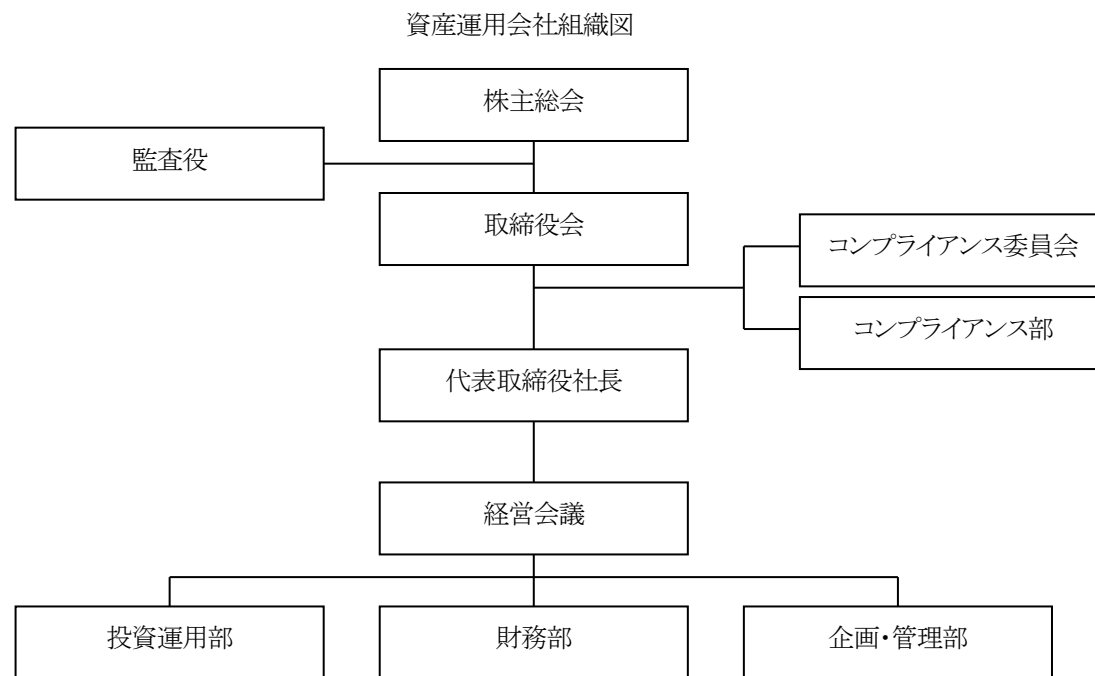 資産運用会社組織図
株主総会
監査役
取締役会
コンプライアンス委員会
コンプライアンス部
代表取締役社長
経営会議
投資運用部
財務部
企画・管理部